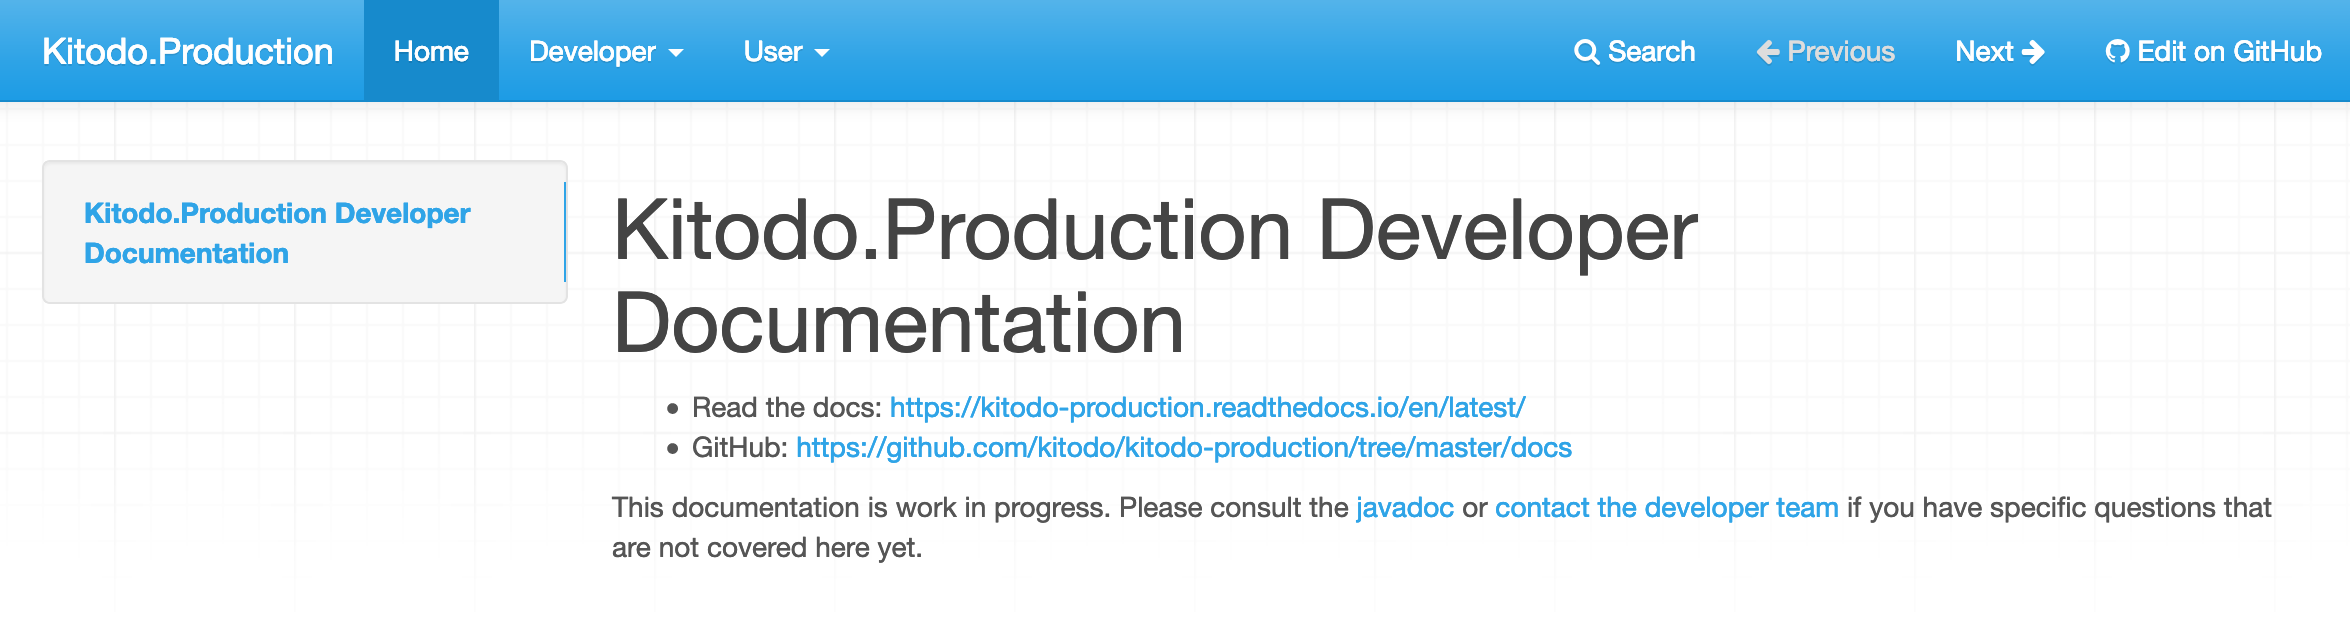 Kitodo.Production Home Developer User Search Previous Next Edit on GitHub
Kitodo.Production Developer
Documentation
Kitodo.Production Developer
Documentation
Read the docs: https://kitodo-production.readthedocs.io/en/latest/
GitHub: https://github.com/kitodo/kitodo-production/tree/master/docs
This documentation is work in progress. Please consult the javadoc or contact the developer team if you have specific questions that
are not covered here yet.